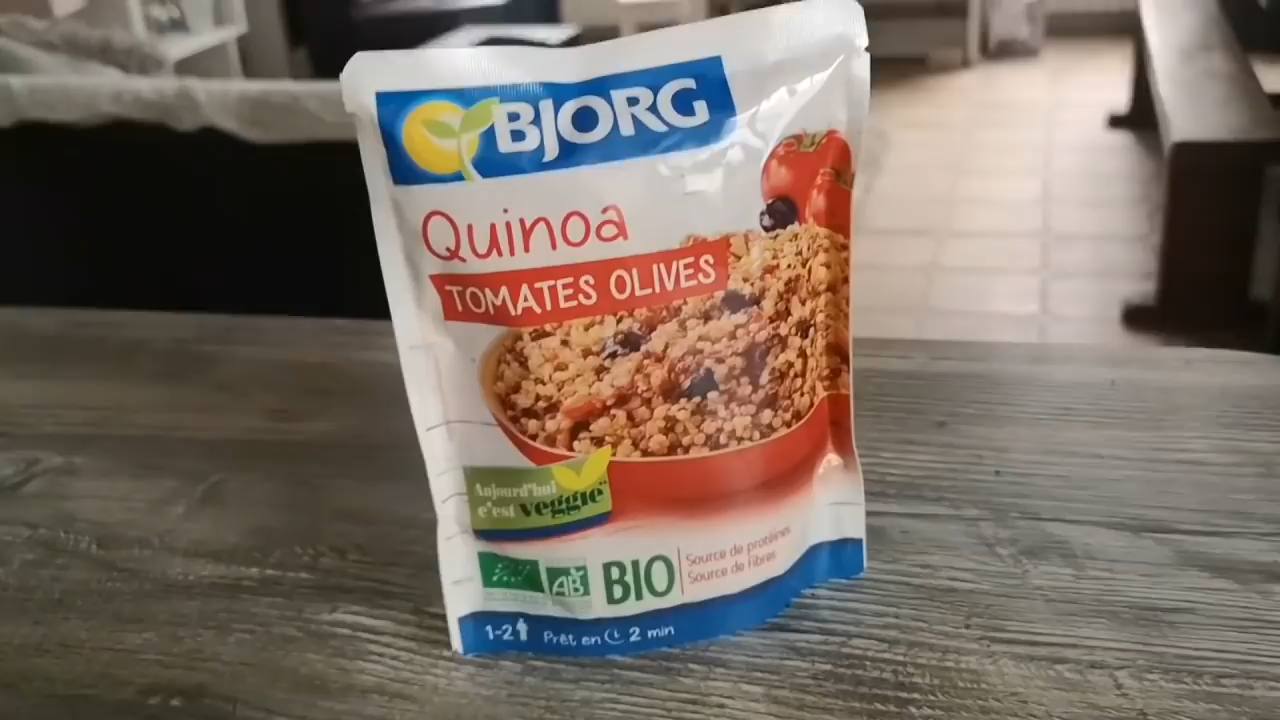 BJORG
Quinoa
TOMATES OLIVES
Aujourd'hui
c'est veggie
AB
BIO
Source de protéines
Source de fibres
1-2
Prêt en 2 min